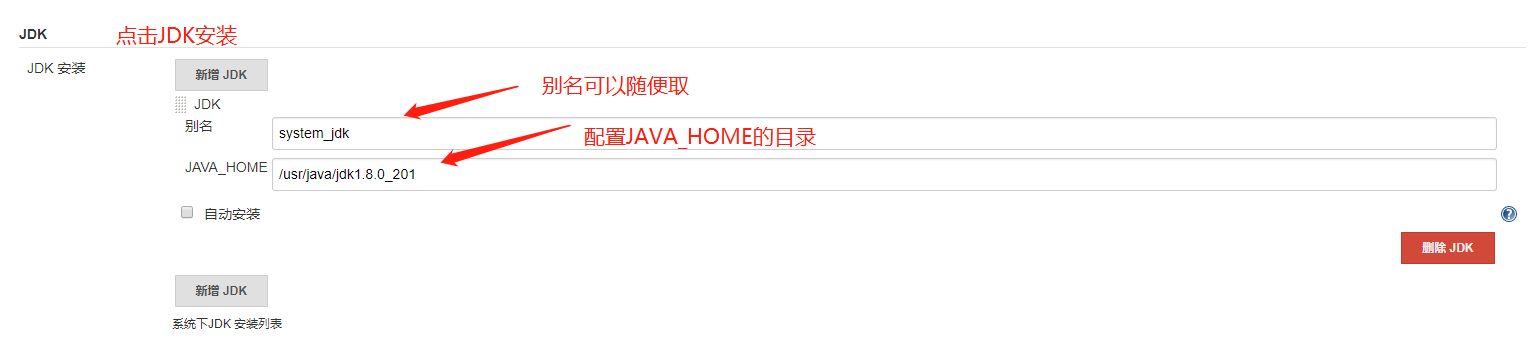 JDK 点击JDK安装
JDK 安装
新增 JDK
JDK
别名可以随便取
别名
system_jdk
配置JAVA_HOME的目录
JAVA_HOME
/usr/java/jdk1.8.0_201
自动安装
?
删除 JDK
新增 JDK
系统下JDK 安装列表